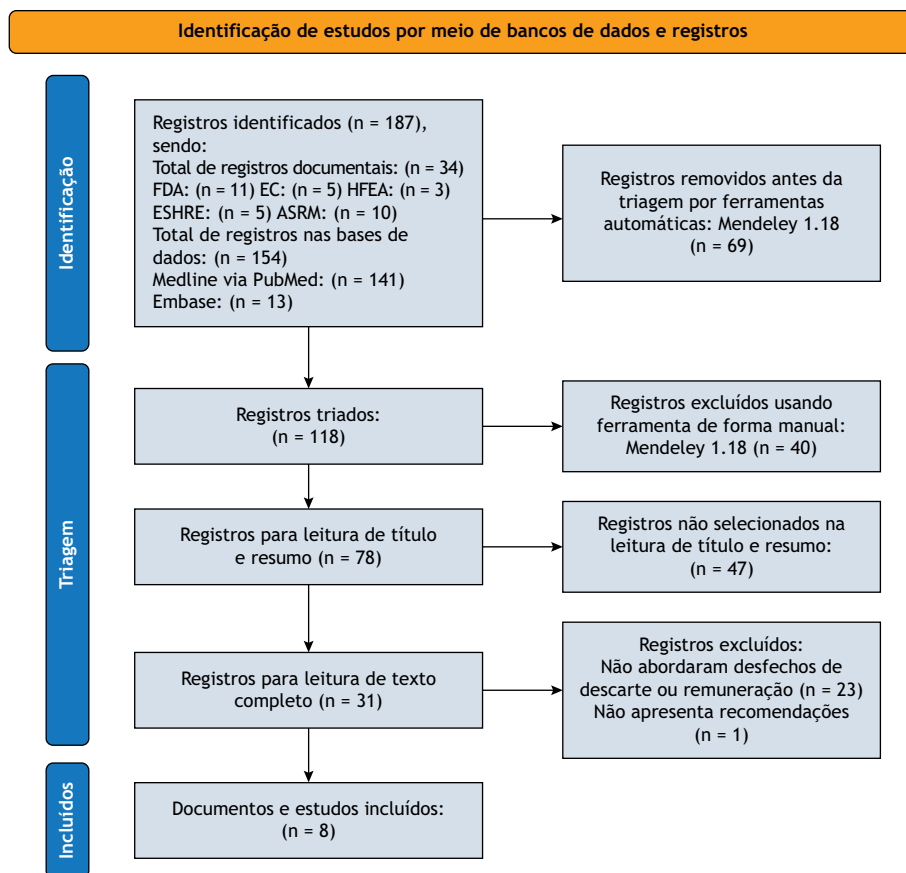 Identificação de estudos por meio de bancos de dados e registros
Identificação
Registros identificados (n = 187),
sendo:
Total de registros documentais: (n = 34)
FDA: (n = 11) EC: (n = 5) HFEA: (n = 3)
ESHRE: (n = 5) ASRM: (n = 10)
Total de registros nas bases de
dados: (n = 154)
Medline via PubMed: (n = 141)
Embase: (n = 13)
Registros removidos antes da
triagem por ferramentas
automáticas: Mendeley 1.18
(n = 69)
Triagem
Registros triados:
(n = 118)
Registros excluídos usando
ferramenta de forma manual:
Mendeley 1.18 (n = 40)
Registros para leitura de título
e resumo (n = 78)
Registros não selecionados na
leitura de título e resumo:
(n = 47)
Registros para leitura de texto
completo (n = 31)
Registros excluídos:
Não abordaram desfechos de
descarte ou remuneração (n = 23)
Não apresenta recomendações
(n = 1)
Incluídos
Documentos e estudos incluídos:
(n = 8)